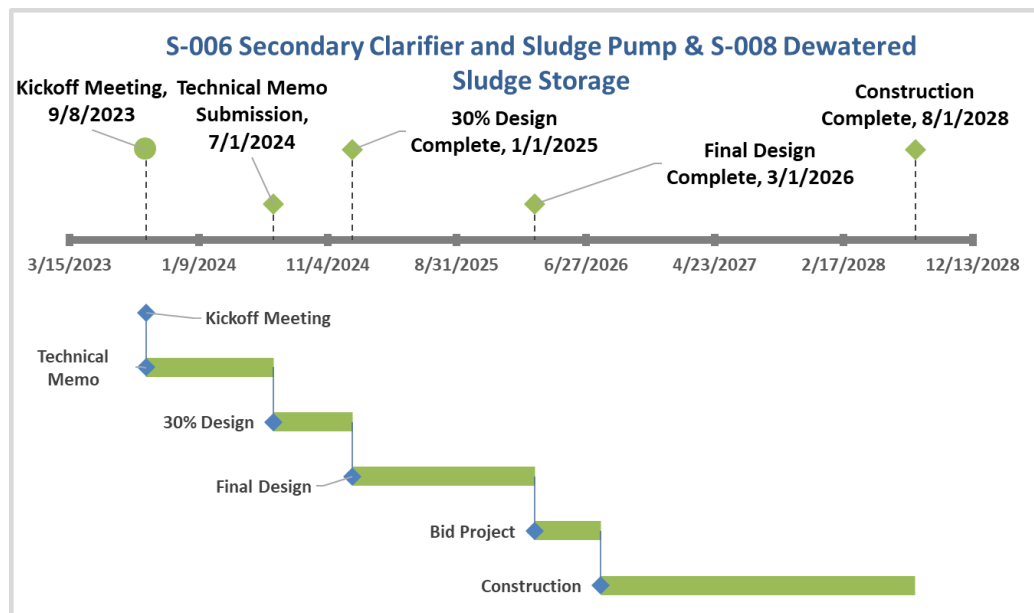 S-006 Secondary Clarifier and Sludge Pump & S-008 Dewatered
Sludge Storage
Kickoff Meeting,
9/8/2023
Technical Memo
Submission,
7/1/2024
30% Design
Complete, 1/1/2025
Final Design
Complete, 3/1/2026
Construction
Complete, 8/1/2028
3/15/2023
1/9/2024
11/4/2024
8/31/2025
6/27/2026
4/23/2027
2/17/2028
12/13/2028
Kickoff Meeting
Technical
Memo
30% Design
Final Design
Bid Project
Construction